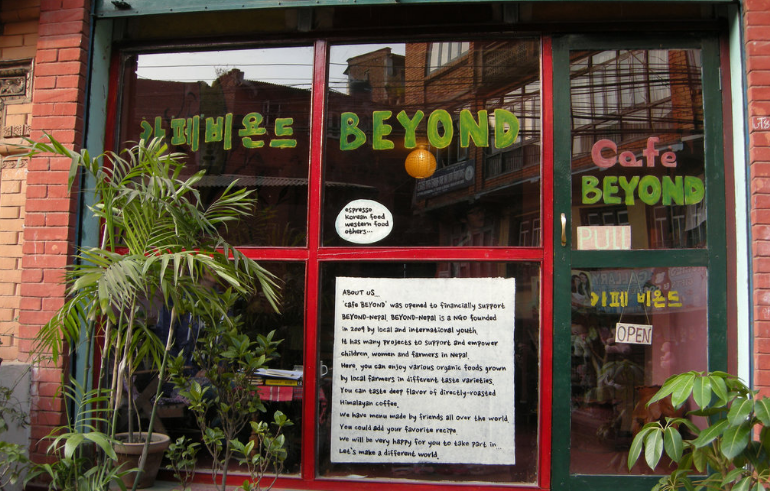 카페비욘드 BEYOND
Cafe
BEYOND
PULL
espresso
korean food
western food
others...
카페 비욘드
OPEN
ABOUT US...
'cafe BEYOND' was opened to financially support
BEYOND-Nepal. BEYOND-Nepal is a NGO founded
in 2009 by local and international youth.
It has many projects to support and empower
children, women and farmers in Nepal.
Here, you can enjoy various organic foods grown
by local farmers in different taste varieties.
You can taste deep flavor of directly-roasted
Himalayan coffee.
We have menu made by friends all over the world.
You could add your favorite recipe.
We will be very happy for you to take part in...
Let's make a different world.